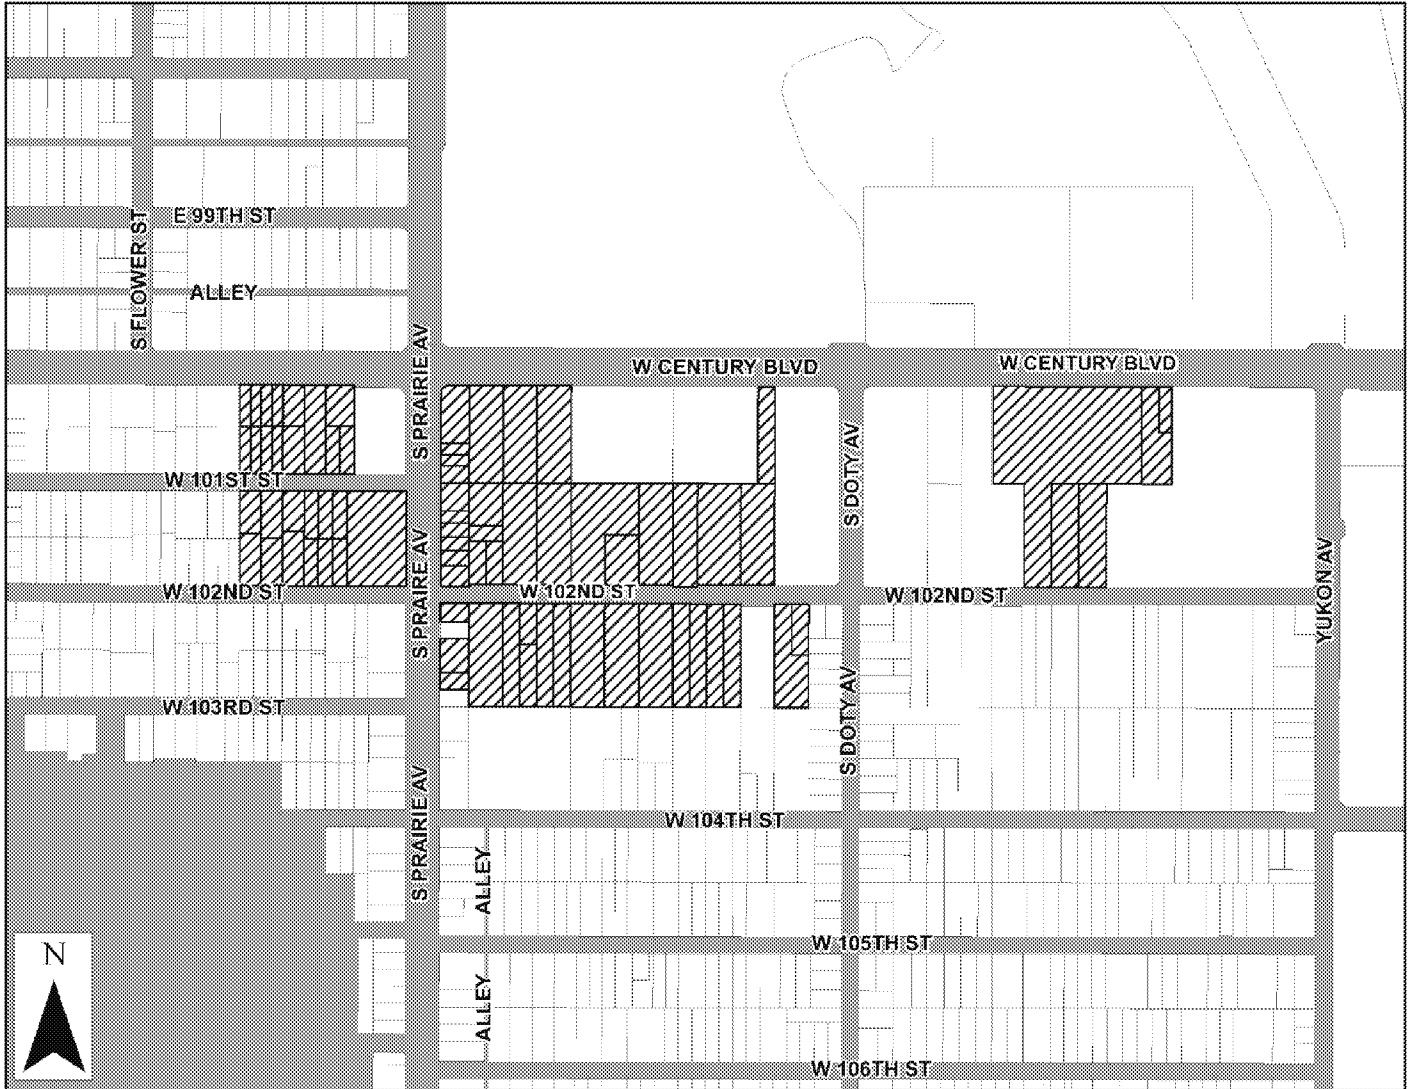 E 99TH ST
S FLOWER ST
ALLEY
S PRAIRIE AV
W CENTURY BLVD
W CENTURY BLVD
S DOTY AV
W 101ST ST
S PRAIRE AV
W 102ND ST
W 102ND ST
W 102ND ST
YUKON AV
W 103RD ST
S DOTY AV
S PRAIRIE AV
W 104TH ST
ALLEY
W 105TH ST
N
ALLEY
W 106TH ST